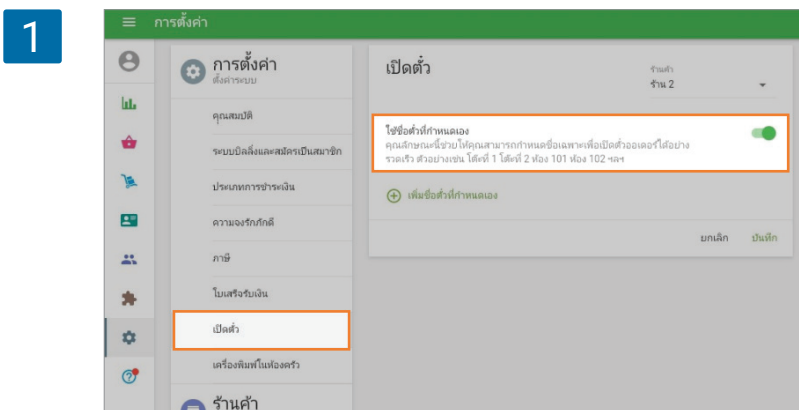 1
การตั้งค่า
การตั้งค่า
ตั้งค่าระบบ
คุณสมบัติ
ระบบบิลลิ่งและสมัครเป็นสมาชิก
ประเภทการชำระเงิน
ความจงรักภักดี
ภาษี
ใบเสร็จรับเงิน
เปิดตั๋ว
เครื่องพิมพ์ในห้องครัว
ร้านค้า
เปิดตั๋ว
ร้านค้า
ร้าน 2
ใช้ชื่อตั๋วที่กำหนดเอง
คุณลักษณะนี้ช่วยให้คุณสามารถกำหนดชื่อเฉพาะเพื่อเปิดตั๋วออเดอร์ได้อย่าง
รวดเร็ว ตัวอย่างเช่น โต๊ะที่ 1 โต๊ะที่ 2 ห้อง 101 ห้อง 102 ฯลฯ
เพิ่มชื่อตั๋วที่กำหนดเอง
ยกเลิก
บันทึก